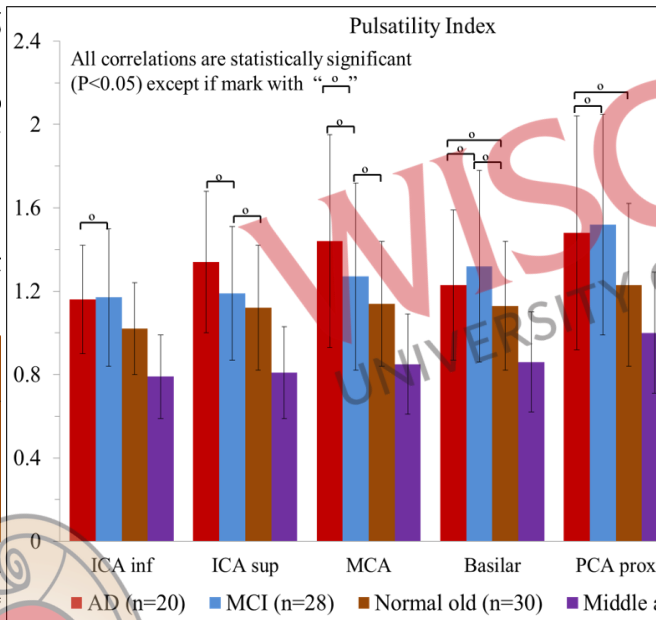 Pulsatility Index
2.4
All correlations are statistically significant
(P<0.05) except if mark with “ o ”
2
1.6
1.2
0.8
0.4
0
ICA inf ICA sup MCA Basilar PCA prox
AD (n=20) MCI (n=28) Normal old (n=30) Middle a
WISC
UNIVERSITY